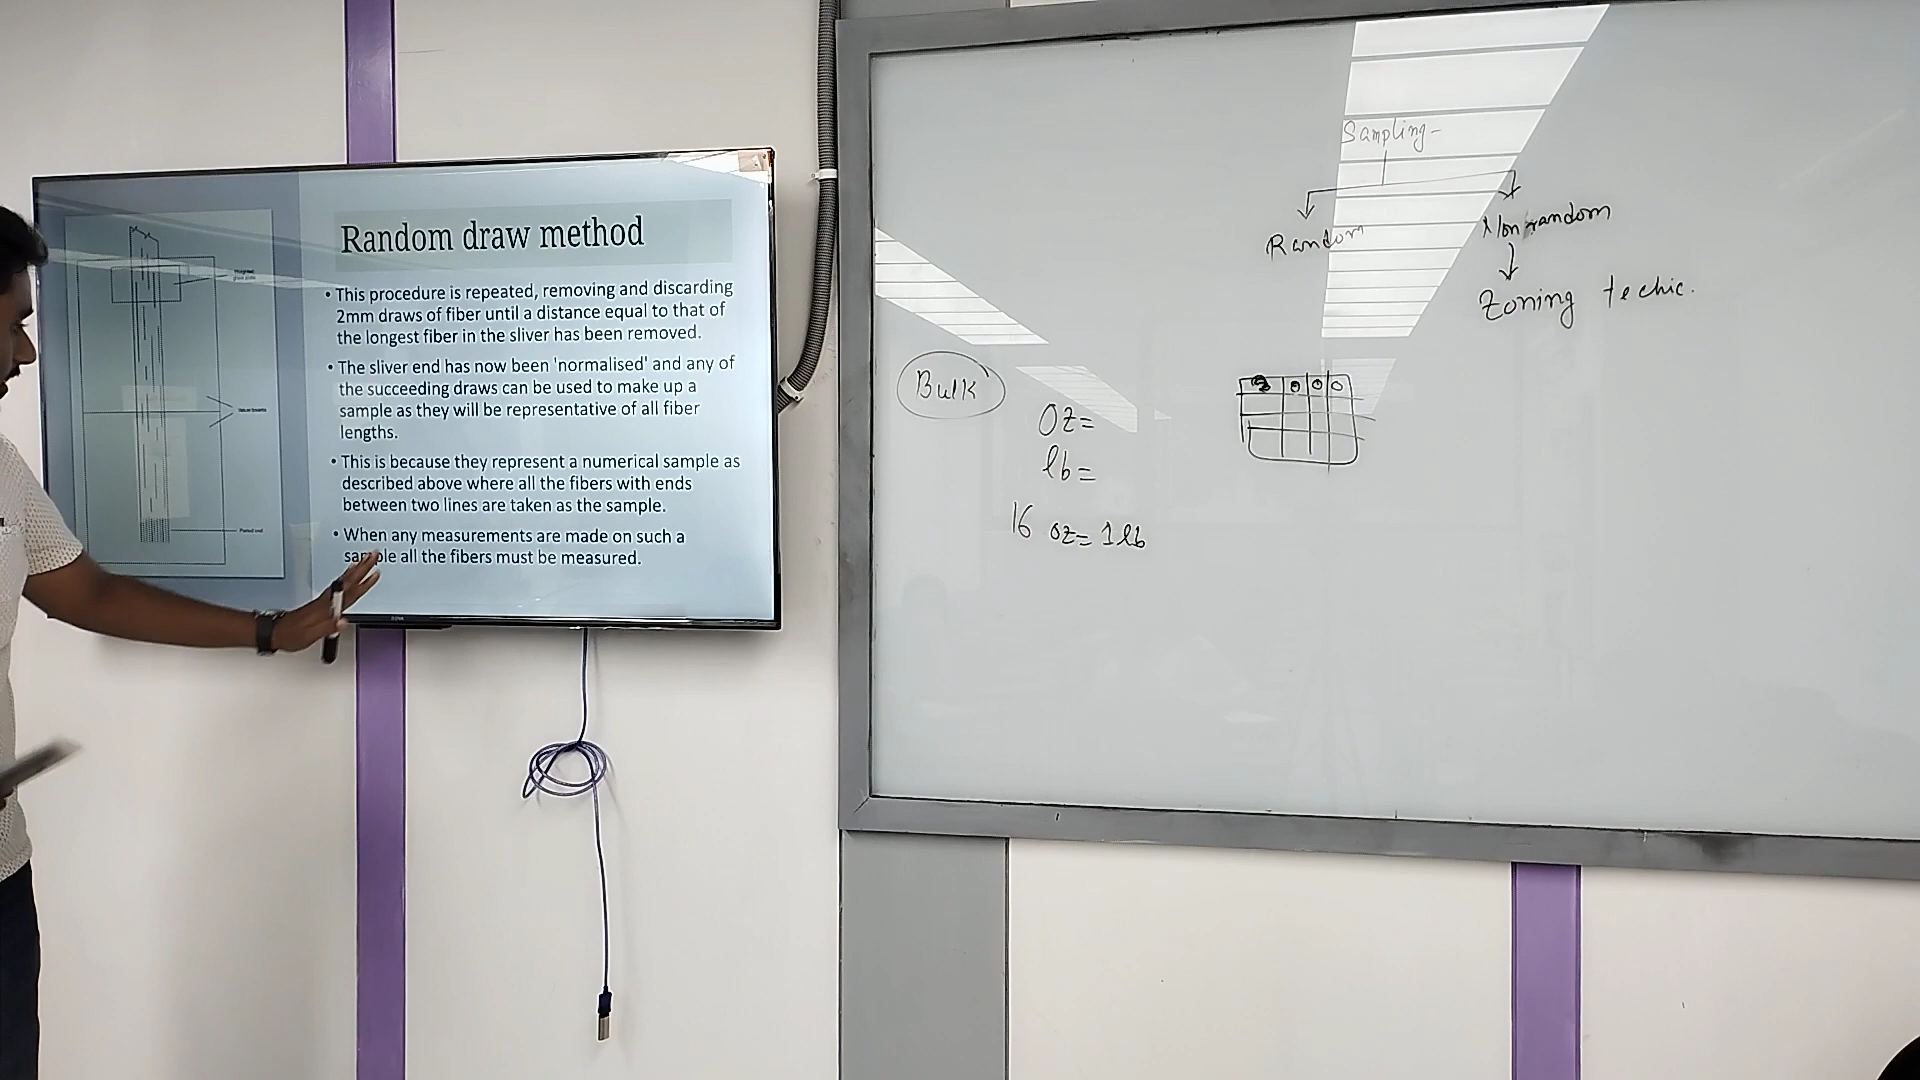 Random draw method
• This procedure is repeated, removing and discarding
2mm draws of fiber until a distance equal to that of
the longest fiber in the sliver has been removed.
• The sliver end has now been 'normalised' and any of
the succeeding draws can be used to make up a
sample as they will be representative of all fiber
lengths.
• This is because they represent a numerical sample as
described above where all the fibers with ends
between two lines are taken as the sample.
• When any measurements are made on such a
sample all the fibers must be measured.
Sampling-
Random
Non random
Zoning techic.
Bulk
Oz=
lb=
16 oz= 1 lb